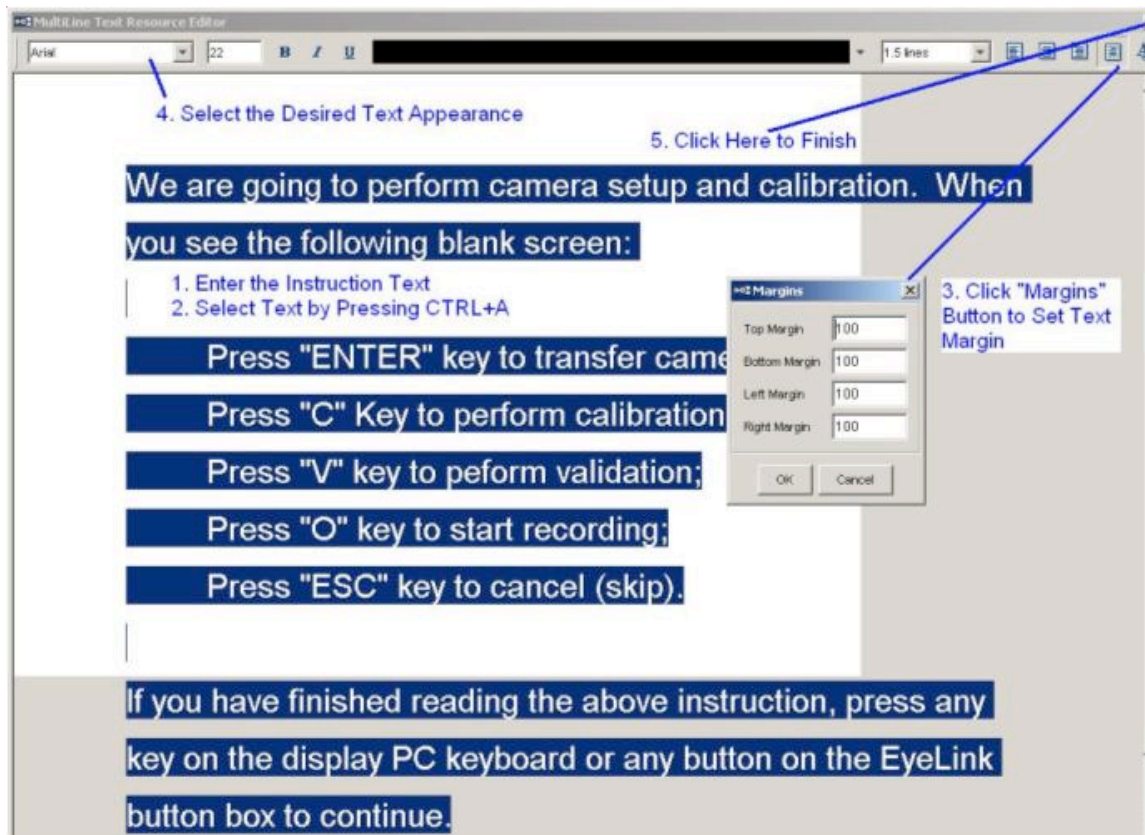 MultiLine Text Resource Editor
Arial 22 B I U 1.5 lines
4. Select the Desired Text Appearance
5. Click Here to Finish
We are going to perform camera setup and calibration.  When
you see the following blank screen:
1. Enter the Instruction Text
2. Select Text by Pressing CTRL+A
Press "ENTER" key to transfer came
Press "C" Key to perform calibration
Press "V" key to peform validation;
Press "O" key to start recording;
Press "ESC" key to cancel (skip).
Margins
Top Margin 100
Bottom Margin 100
Left Margin 100
Right Margin 100
OK Cancel
3. Click "Margins"
Button to Set Text
Margin
If you have finished reading the above instruction, press any
key on the display PC keyboard or any button on the EyeLink
button box to continue.